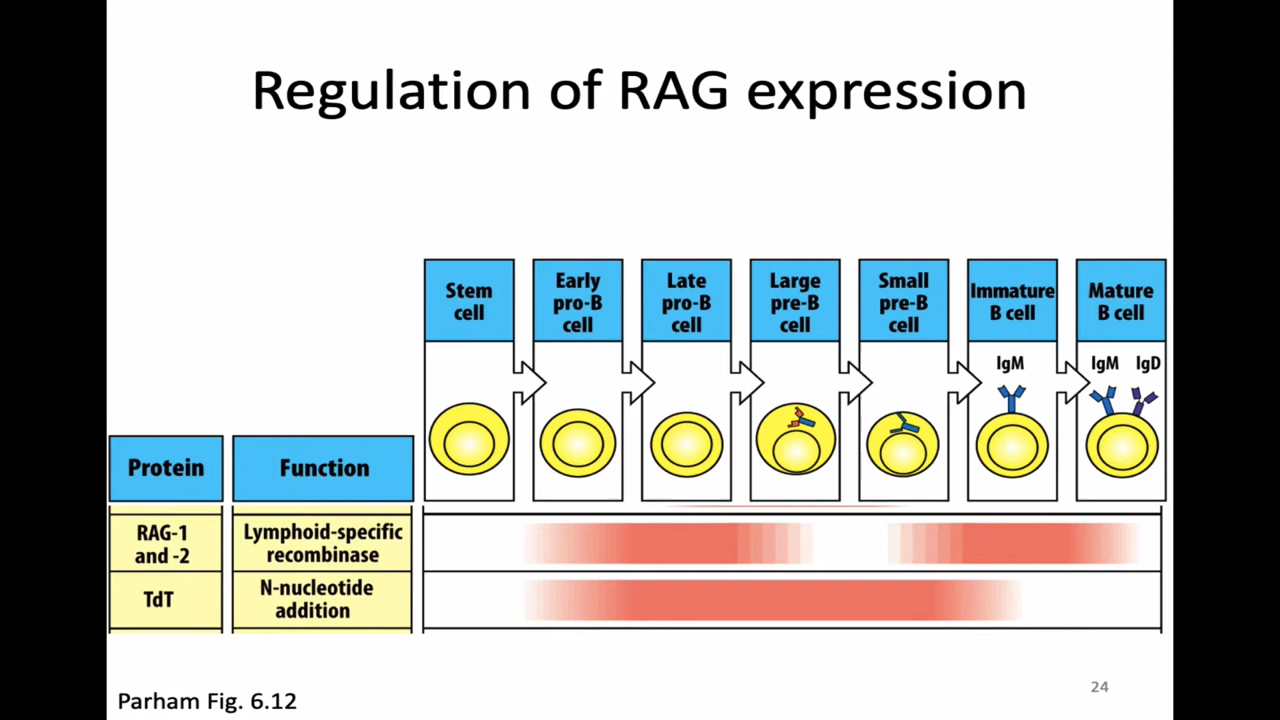 Regulation of RAG expression
Stem
cell
Early
pro-B
cell
Late
pro-B
cell
Large
pre-B
cell
Small
pre-B
cell
Immature
B cell
Mature
B cell
IgM
IgM IgD
Protein
Function
RAG-1
and -2
Lymphoid-specific
recombinase
TdT
N-nucleotide
addition
Parham Fig. 6.12
24